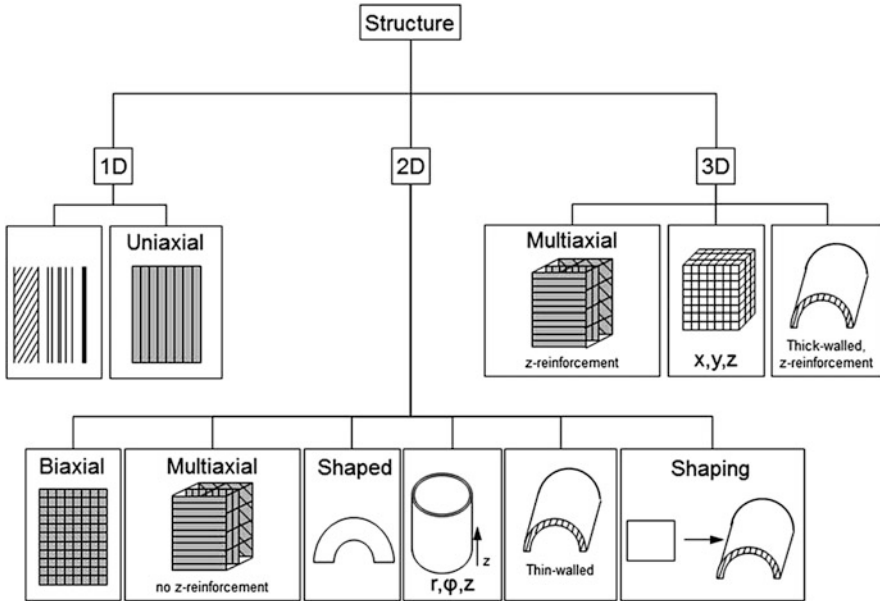 Structure
1D
2D
3D
Uniaxial
Multiaxial
z-reinforcement
x,y,z
Thick-walled,
z-reinforcement
Biaxial
Multiaxial
no z-reinforcement
Shaped
z
r,φ,z
Thin-walled
Shaping